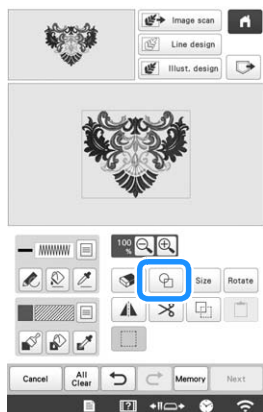 Image scan
Line design
Illust. design
100 %
Size
Rotate
Cancel
All Clear
Memory
Next
?